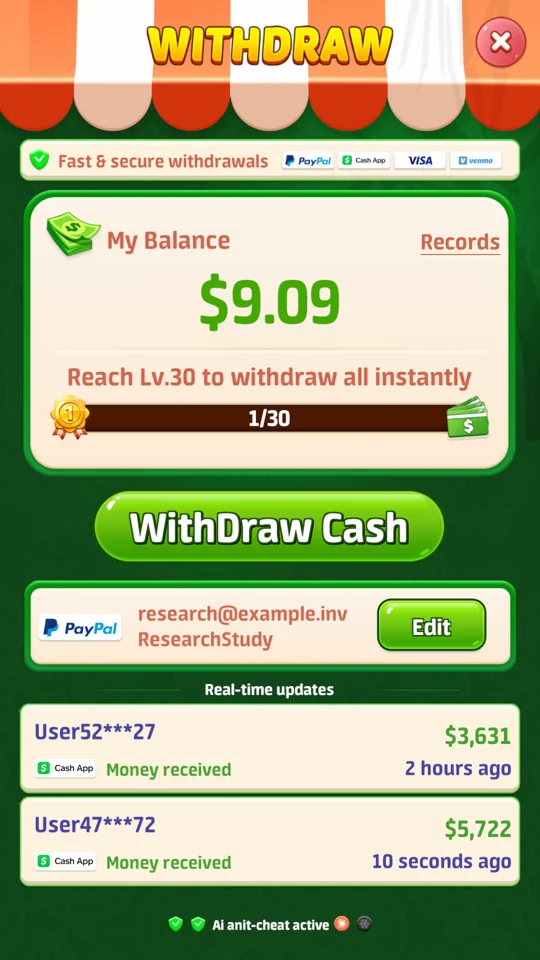 WITHDRAW
Fast & secure withdrawals PayPal Cash App VISA venmo
My Balance Records
$9.09
Reach Lv.30 to withdraw all instantly
1 1/30 $
WithDraw Cash
PayPal research@example.inv
ResearchStudy
Edit
Real-time updates
User52***27 $3,631
Cash App Money received 2 hours ago
User47***72 $5,722
Cash App Money received 10 seconds ago
Ai anit-cheat active